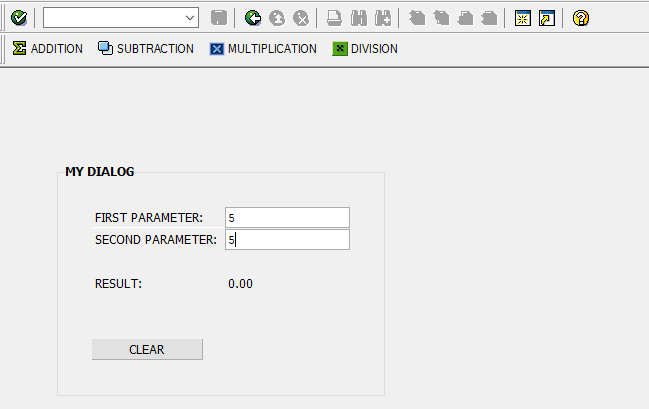 ADDITION SUBTRACTION MULTIPLICATION DIVISION
MY DIALOG
FIRST PARAMETER: 5
SECOND PARAMETER: 5
RESULT: 0.00
CLEAR